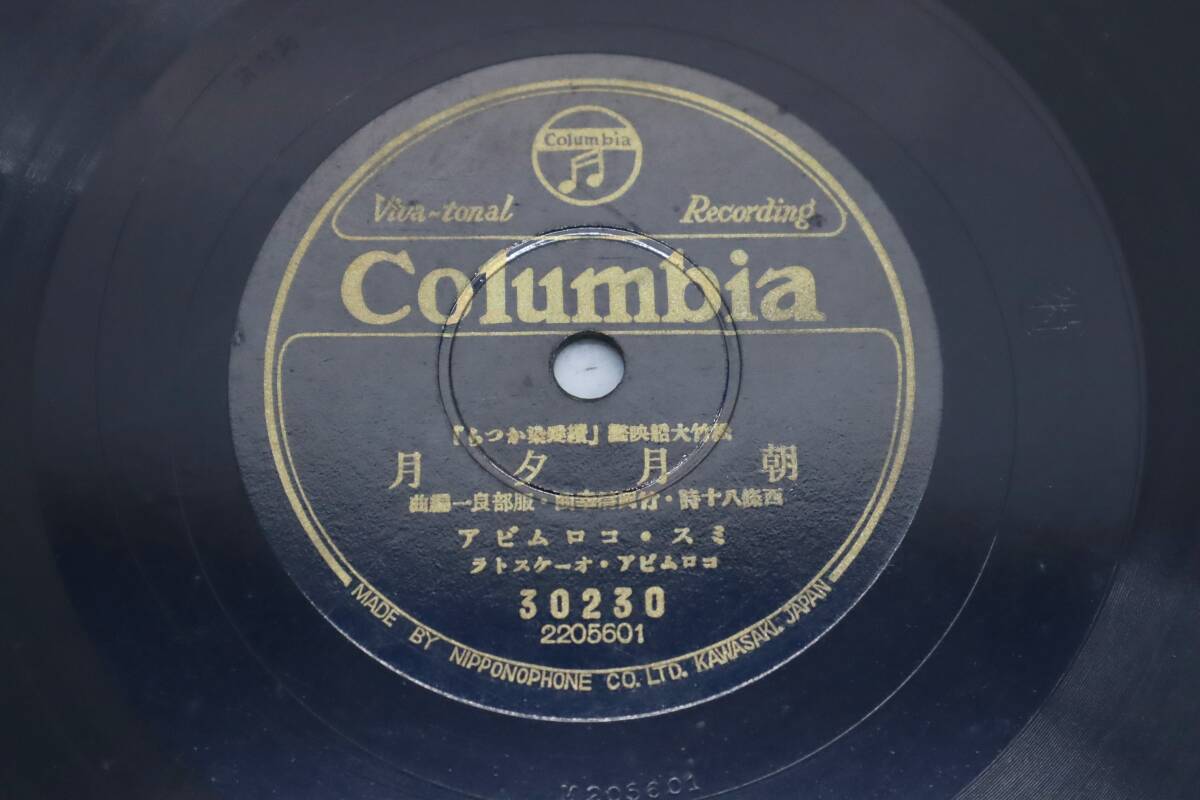 Columbia
Viva-tonal Recording
Columbia
松竹大船映畫「續愛染かつら」
朝月夕月
西條八十詩・竹岡信幸曲・服部良一編曲
ミス・コロムビア
コロムビア・オーケストラ
30230
2205601
MADE BY NIPPONOPHONE CO. LTD. KAWASAKI, JAPAN
205601